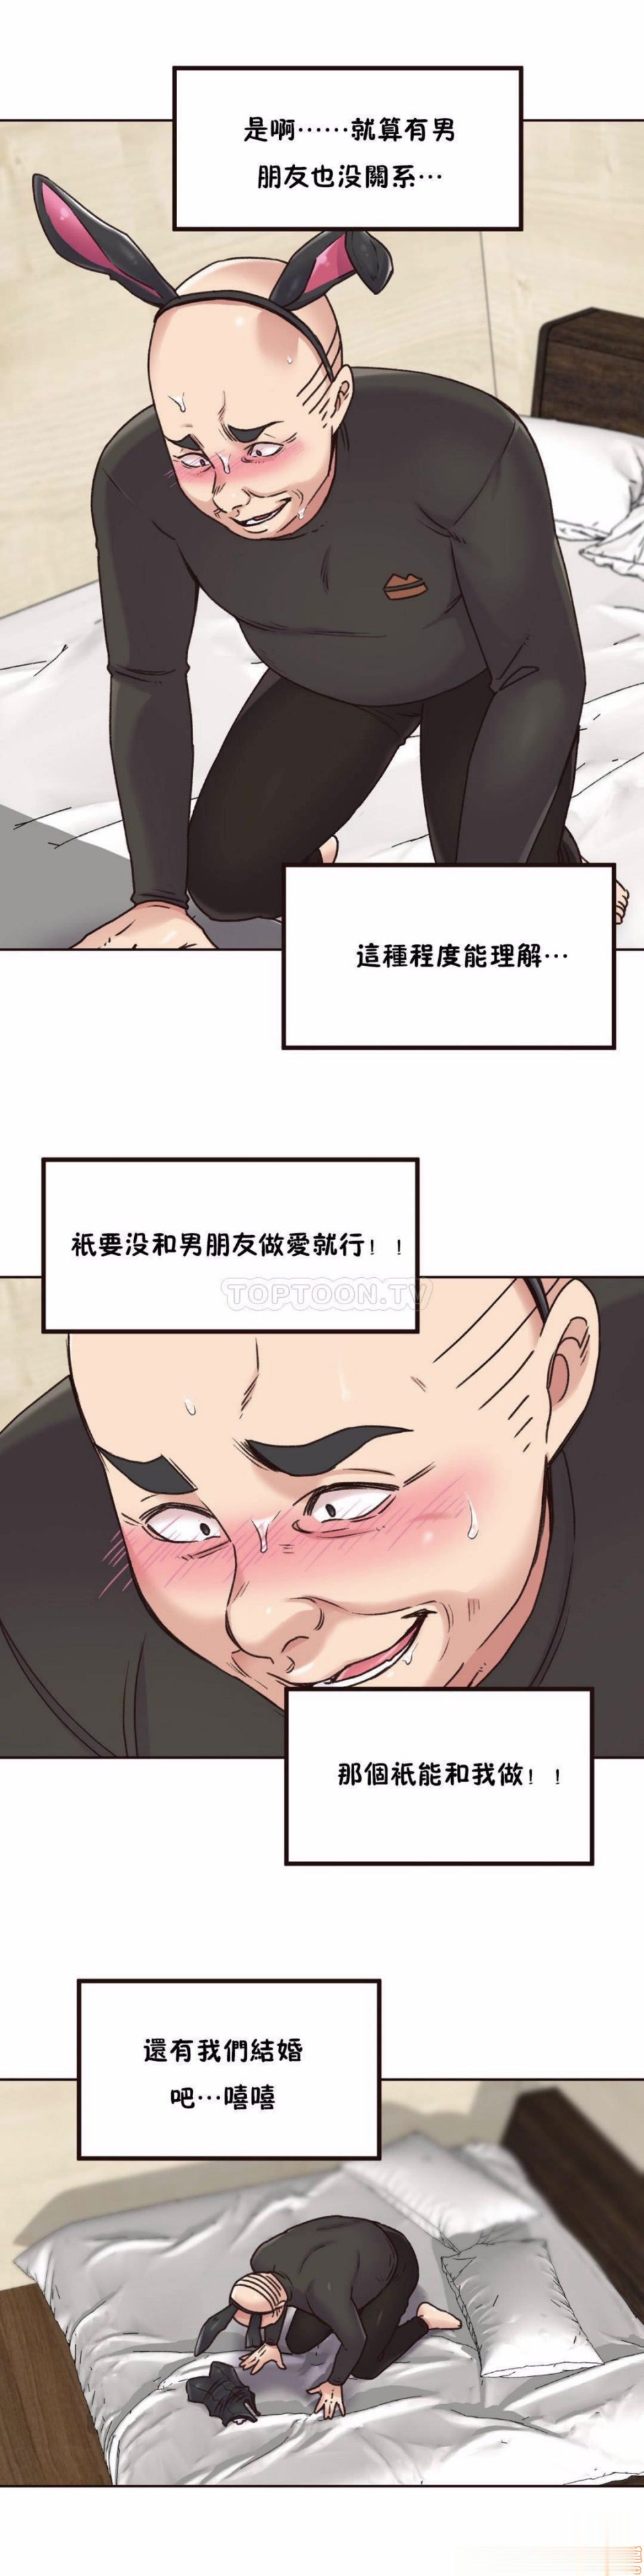 是啊⋯⋯就算有男
朋友也没關系⋯
這種程度能理解⋯
衹要没和男朋友做愛就行！！
TOPTOON.TV
那個衹能和我做！！
還有我們結婚
吧⋯嘻嘻